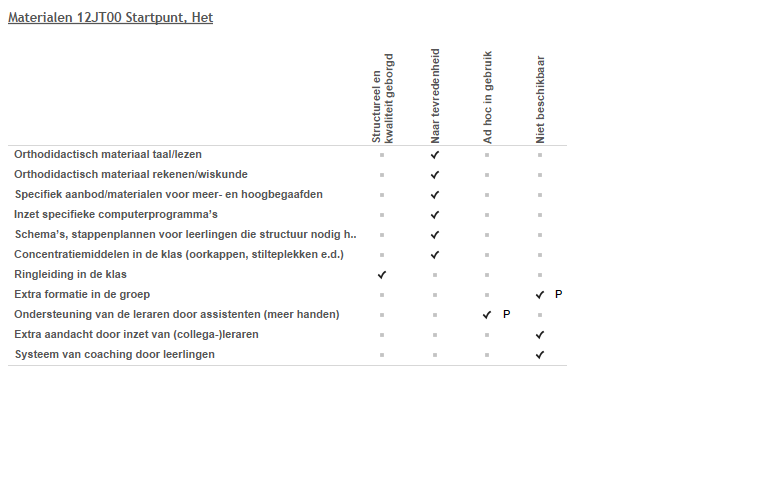 Materialen 12JT00 Startpunt, Het
Structureel en
kwaliteit geborgd
Naar tevredenheid
Ad hoc in gebruik
Niet beschikbaar
Orthodidactisch materiaal taal/lezen
Orthodidactisch materiaal rekenen/wiskunde
Specifiek aanbod/materialen voor meer- en hoogbegaafden
Inzet specifieke computerprogramma's
Schema's, stappenplannen voor leerlingen die structuur nodig h..
Concentratiemiddelen in de klas (oorkappen, stilteplekken e.d.)
Ringleiding in de klas
Extra formatie in de groep P
Ondersteuning van de leraren door assistenten (meer handen) P
Extra aandacht door inzet van (collega-)leraren
Systeem van coaching door leerlingen